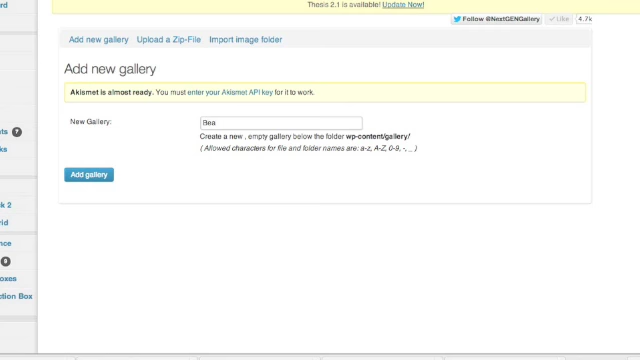 Thesis 2.1 is available! Update Now!
Follow @NextGENGallery Like 4.7k
Add new gallery Upload a Zip-File Import image folder
Add new gallery
Akismet is almost ready. You must enter your Akismet API key for it to work.
New Gallery: Bea
Create a new , empty gallery below the folder wp-content/gallery/
( Allowed characters for file and folder names are: a-z, A-Z, 0-9, -, _ )
Add gallery
nts 7
ks
k 2
rid
nce
oxes
ction Box